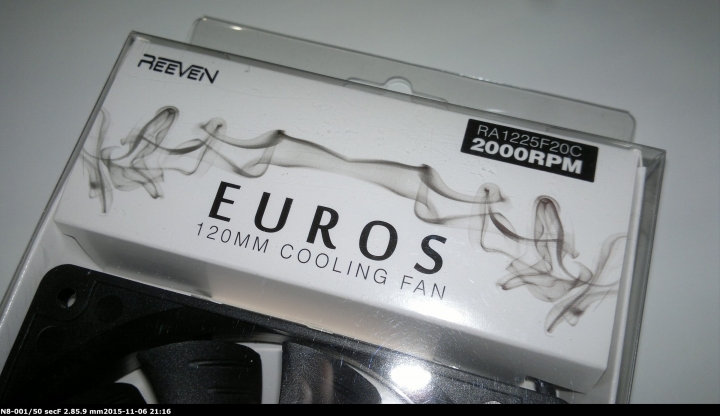 REEVEN
RA1225F20C
2000RPM
EUROS
120MM COOLING FAN
N8-001/50 secF 2.85.9 mm2015-11-06 21:16